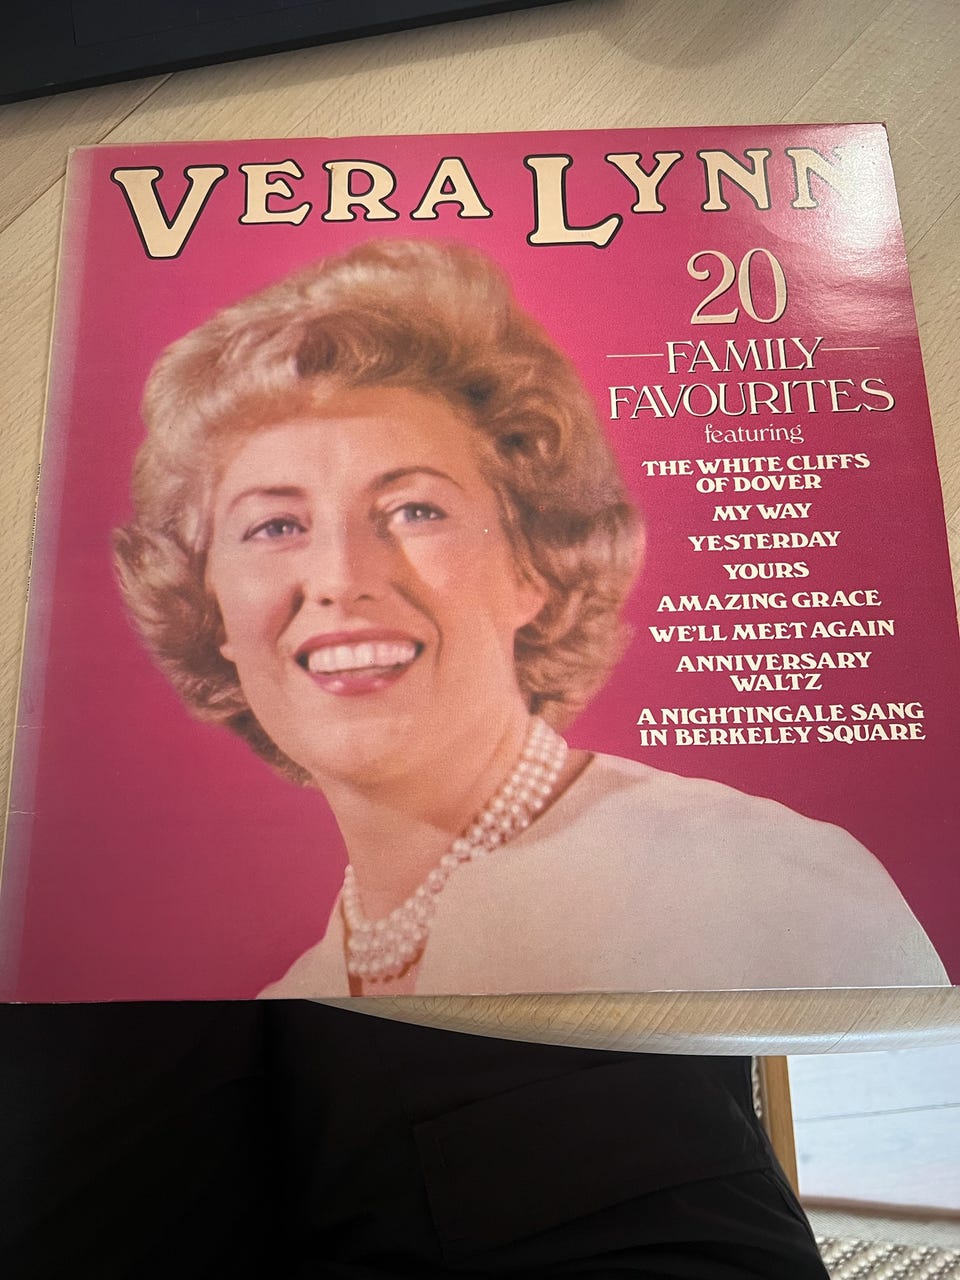 VERA LYNN
20
FAMILY
FAVOURITES
featuring
THE WHITE CLIFFS
OF DOVER
MY WAY
YESTERDAY
YOURS
AMAZING GRACE
WE'LL MEET AGAIN
ANNIVERSARY
WALTZ
A NIGHTINGALE SANG
IN BERKELEY SQUARE